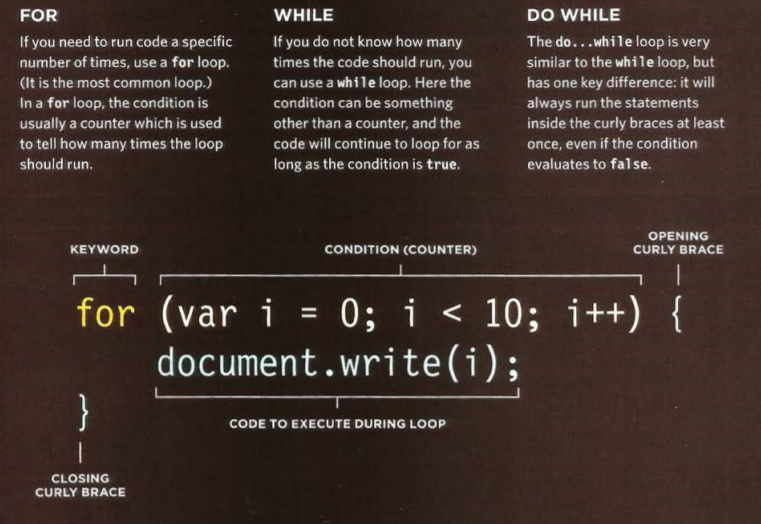 FOR
If you need to run code a specific
number of times, use a for loop.
(It is the most common loop.)
In a for loop, the condition is
usually a counter which is used
to tell how many times the loop
should run.
WHILE
If you do not know how many
times the code should run, you
can use a while loop. Here the
condition can be something
other than a counter, and the
code will continue to loop for as
long as the condition is true.
DO WHILE
The do...while loop is very
similar to the while loop, but
has one key difference: it will
always run the statements
inside the curly braces at least
once, even if the condition
evaluates to false.
KEYWORD
CONDITION (COUNTER)
OPENING
CURLY BRACE
for (var i = 0; i < 10; i++) {
document.write(i);
}
CODE TO EXECUTE DURING LOOP
CLOSING
CURLY BRACE